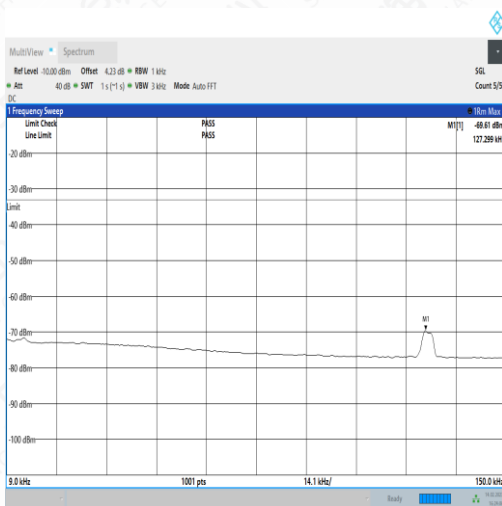 MultiView Spectrum
Ref Level -10.00 dBm Offset 4.23 dB RBW 1 kHz SGL
Att 40 dB SWT 1 s (~1 s) VBW 3 kHz Mode Auto FFT Count 5/5
DC
1 Frequency Sweep 1Rm Max
Limit Check PASS M1[1] -69.61 dBm
Line Limit PASS 127.299 kH
-20 dBm
-30 dBm
Limit
-40 dBm
-50 dBm
-60 dBm
M1
-70 dBm
-80 dBm
-90 dBm
-100 dBm
9.0 kHz 1001 pts 14.1 kHz/ 150.0 kHz
Ready